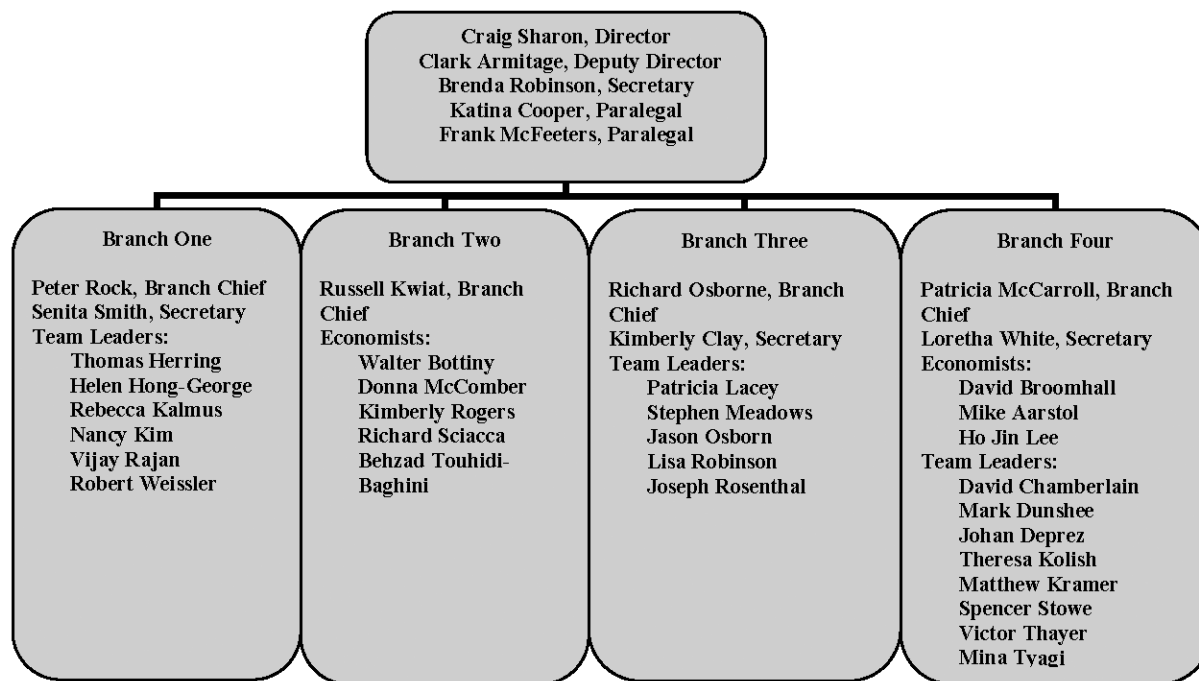 Craig Sharon, Director
Clark Armitage, Deputy Director
Brenda Robinson, Secretary
Katina Cooper, Paralegal
Frank McFeeters, Paralegal
Branch One
Peter Rock, Branch Chief
Senita Smith, Secretary
Team Leaders:
Thomas Herring
Helen Hong-George
Rebecca Kalmus
Nancy Kim
Vijay Rajan
Robert Weissler
Branch Two
Russell Kwiat, Branch
Chief
Economists:
Walter Bottiny
Donna McComber
Kimberly Rogers
Richard Sciacca
Behzad Touhidi-
Baghini
Branch Three
Richard Osborne, Branch
Chief
Kimberly Clay, Secretary
Team Leaders:
Patricia Lacey
Stephen Meadows
Jason Osborn
Lisa Robinson
Joseph Rosenthal
Branch Four
Patricia McCarroll, Branch
Chief
Loretha White, Secretary
Economists:
David Broomhall
Mike Aarstol
Ho Jin Lee
Team Leaders:
David Chamberlain
Mark Dunshee
Johan Deprez
Theresa Kolish
Matthew Kramer
Spencer Stowe
Victor Thayer
Mina Tyagi